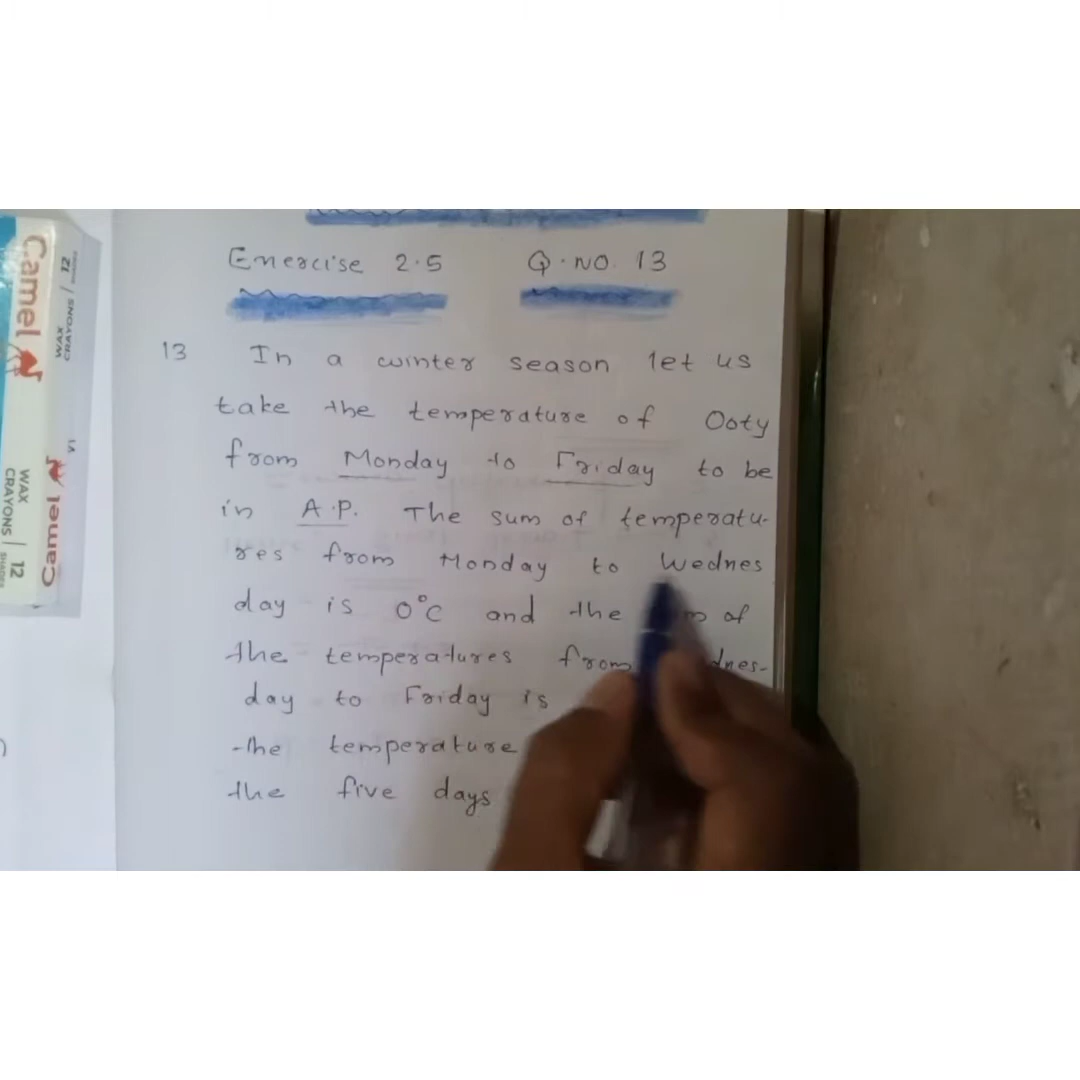 Exercise 2.5 Q.NO. 13
13 In a winter season let us
take the temperature of Ooty
from Monday to Friday to be
in A.P. The sum of temperatu-
res from Monday to Wednes
day is 0°C and the of
the temperatures from
day to Friday is
the temperature
the five days
Camel
WAX
CRAYONS / 12
SHADES
Camel
WAX
CRAYONS / 12
SHADES